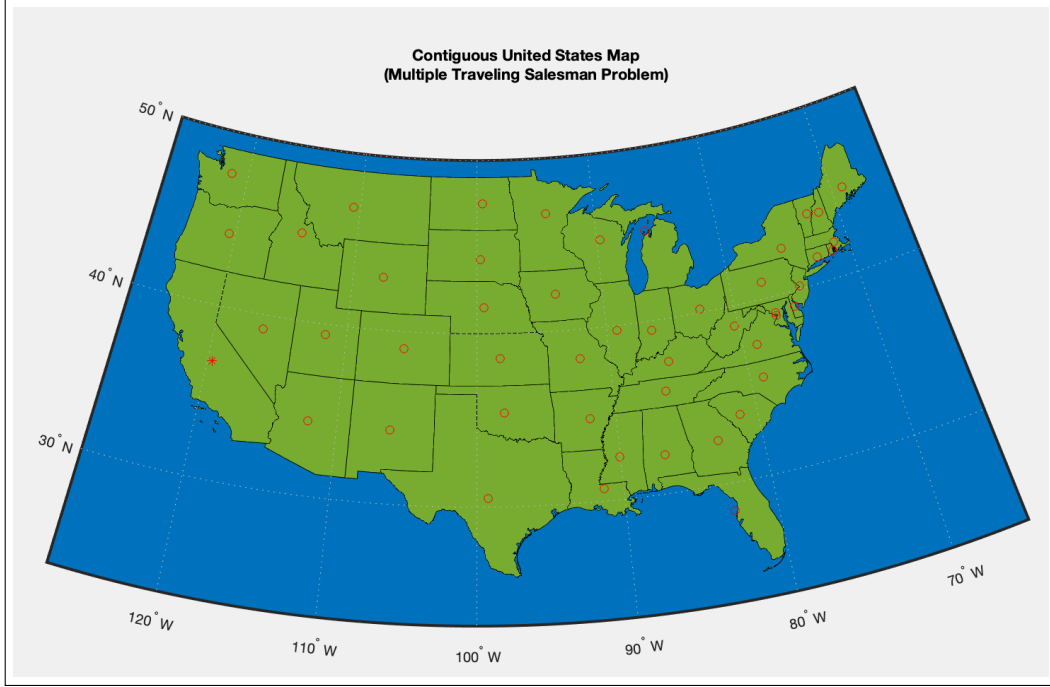 Contiguous United States Map
(Multiple Traveling Salesman Problem)
50° N
40° N
30° N
120° W
110° W
100° W
90° W
80° W
70° W